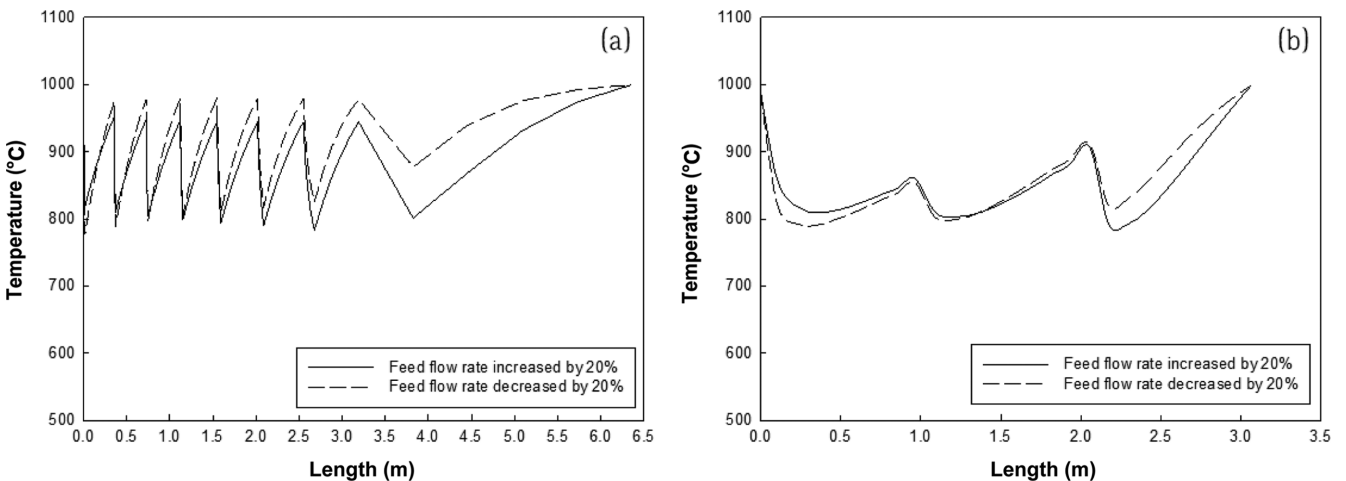 (a)
1100
1000
900
800
700
600
500
Temperature (°C)
Feed flow rate increased by 20%
Feed flow rate decreased by 20%
0.0 0.5 1.0 1.5 2.0 2.5 3.0 3.5 4.0 4.5 5.0 5.5 6.0 6.5
Length (m)
(b)
1100
1000
900
800
700
600
500
Temperature (°C)
Feed flow rate increased by 20%
Feed flow rate decreased by 20%
0.0 0.5 1.0 1.5 2.0 2.5 3.0 3.5
Length (m)